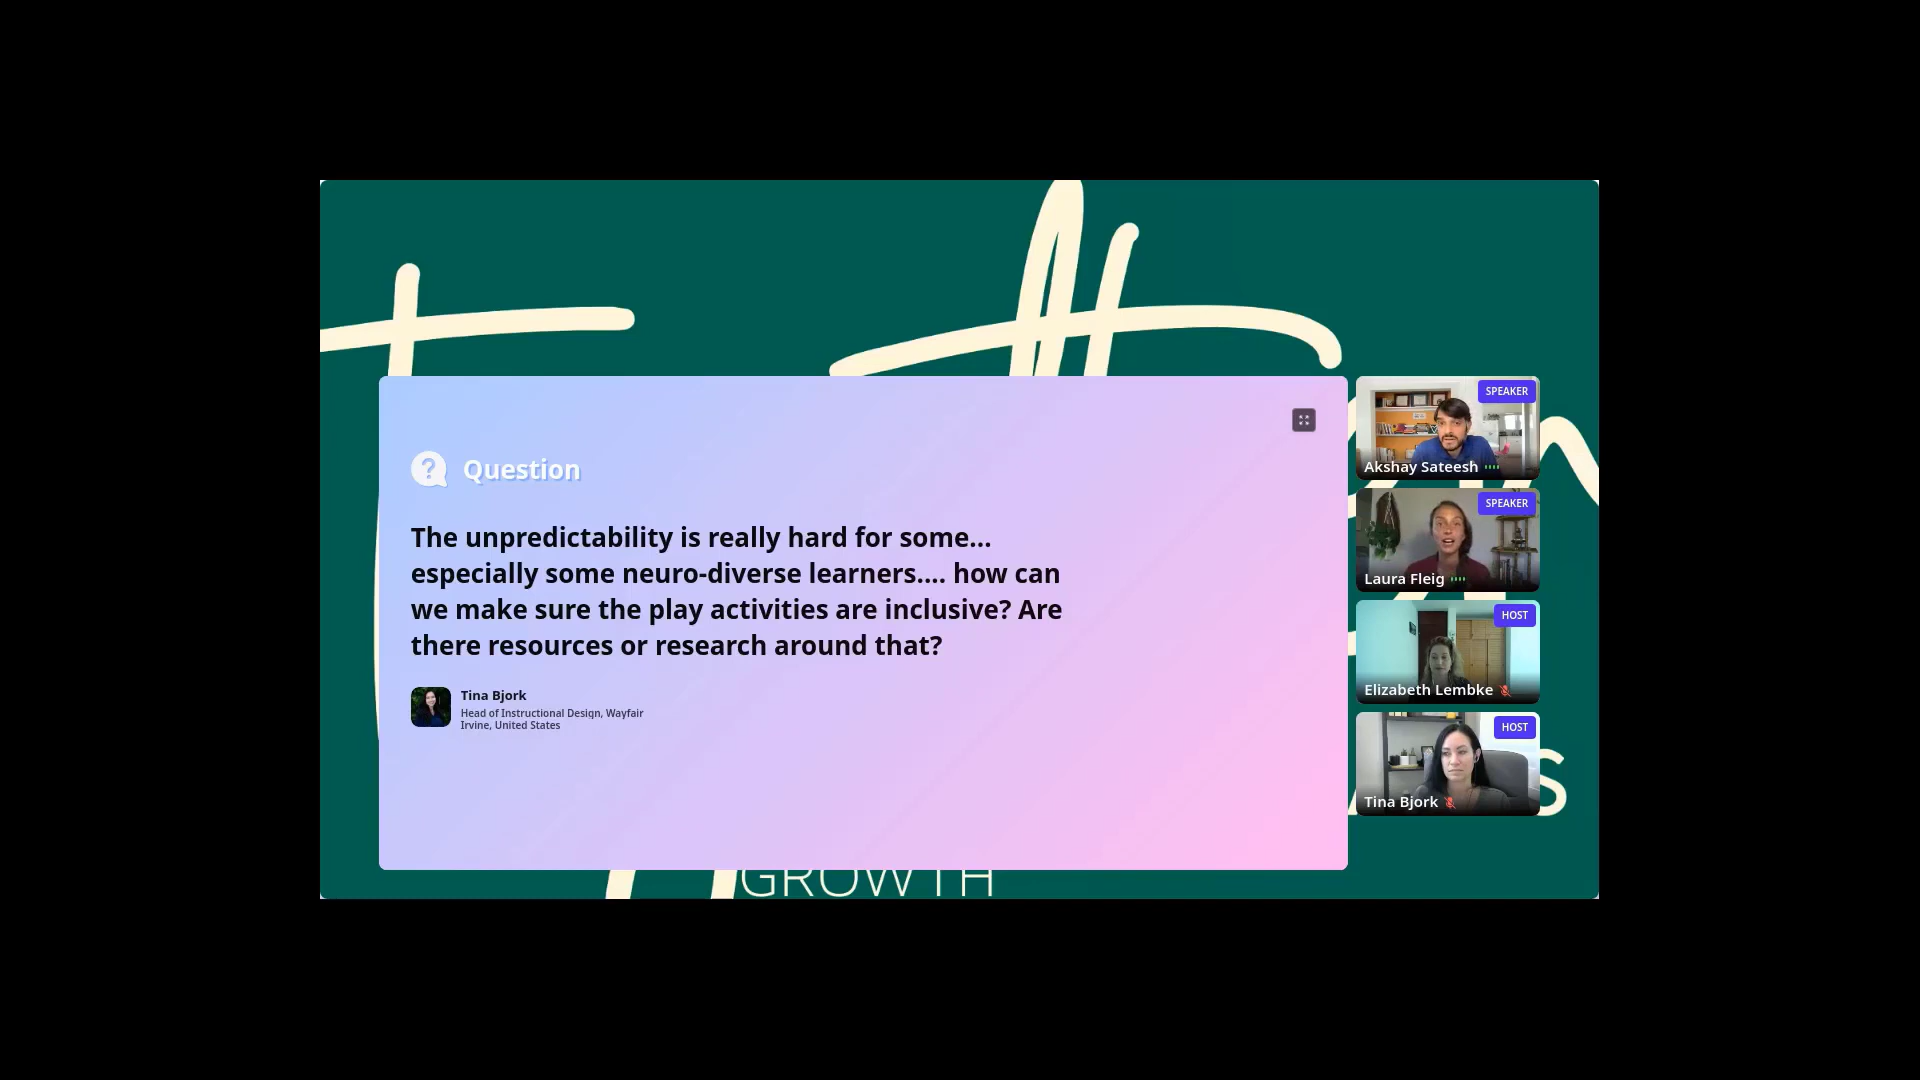 Question
The unpredictability is really hard for some...
especially some neuro-diverse learners.... how can
we make sure the play activities are inclusive? Are
there resources or research around that?
Tina Bjork
Head of Instructional Design, Wayfair
Irvine, United States
SPEAKER
Akshay Sateesh
SPEAKER
Laura Fleig
HOST
Elizabeth Lembke
HOST
Tina Bjork
GROWTH